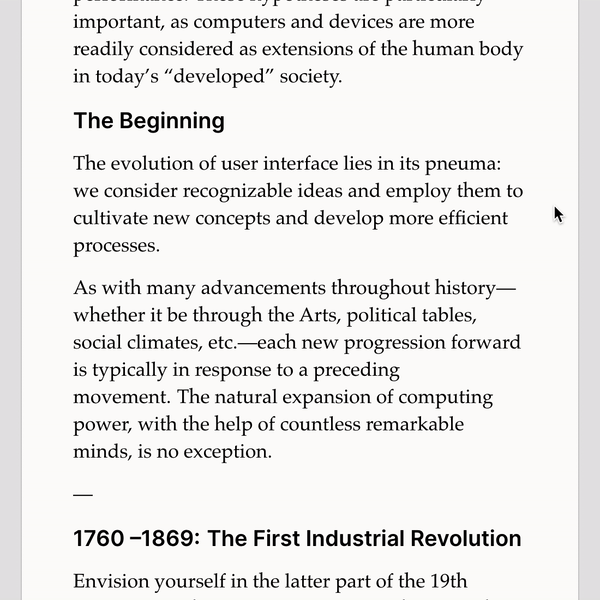 important, as computers and devices are more
readily considered as extensions of the human body
in today’s “developed” society.
The Beginning
The evolution of user interface lies in its pneuma:
we consider recognizable ideas and employ them to
cultivate new concepts and develop more efficient
processes.
As with many advancements throughout history—
whether it be through the Arts, political tables,
social climates, etc.—each new progression forward
is typically in response to a preceding
movement. The natural expansion of computing
power, with the help of countless remarkable
minds, is no exception.
—
1760 –1869: The First Industrial Revolution
Envision yourself in the latter part of the 19th